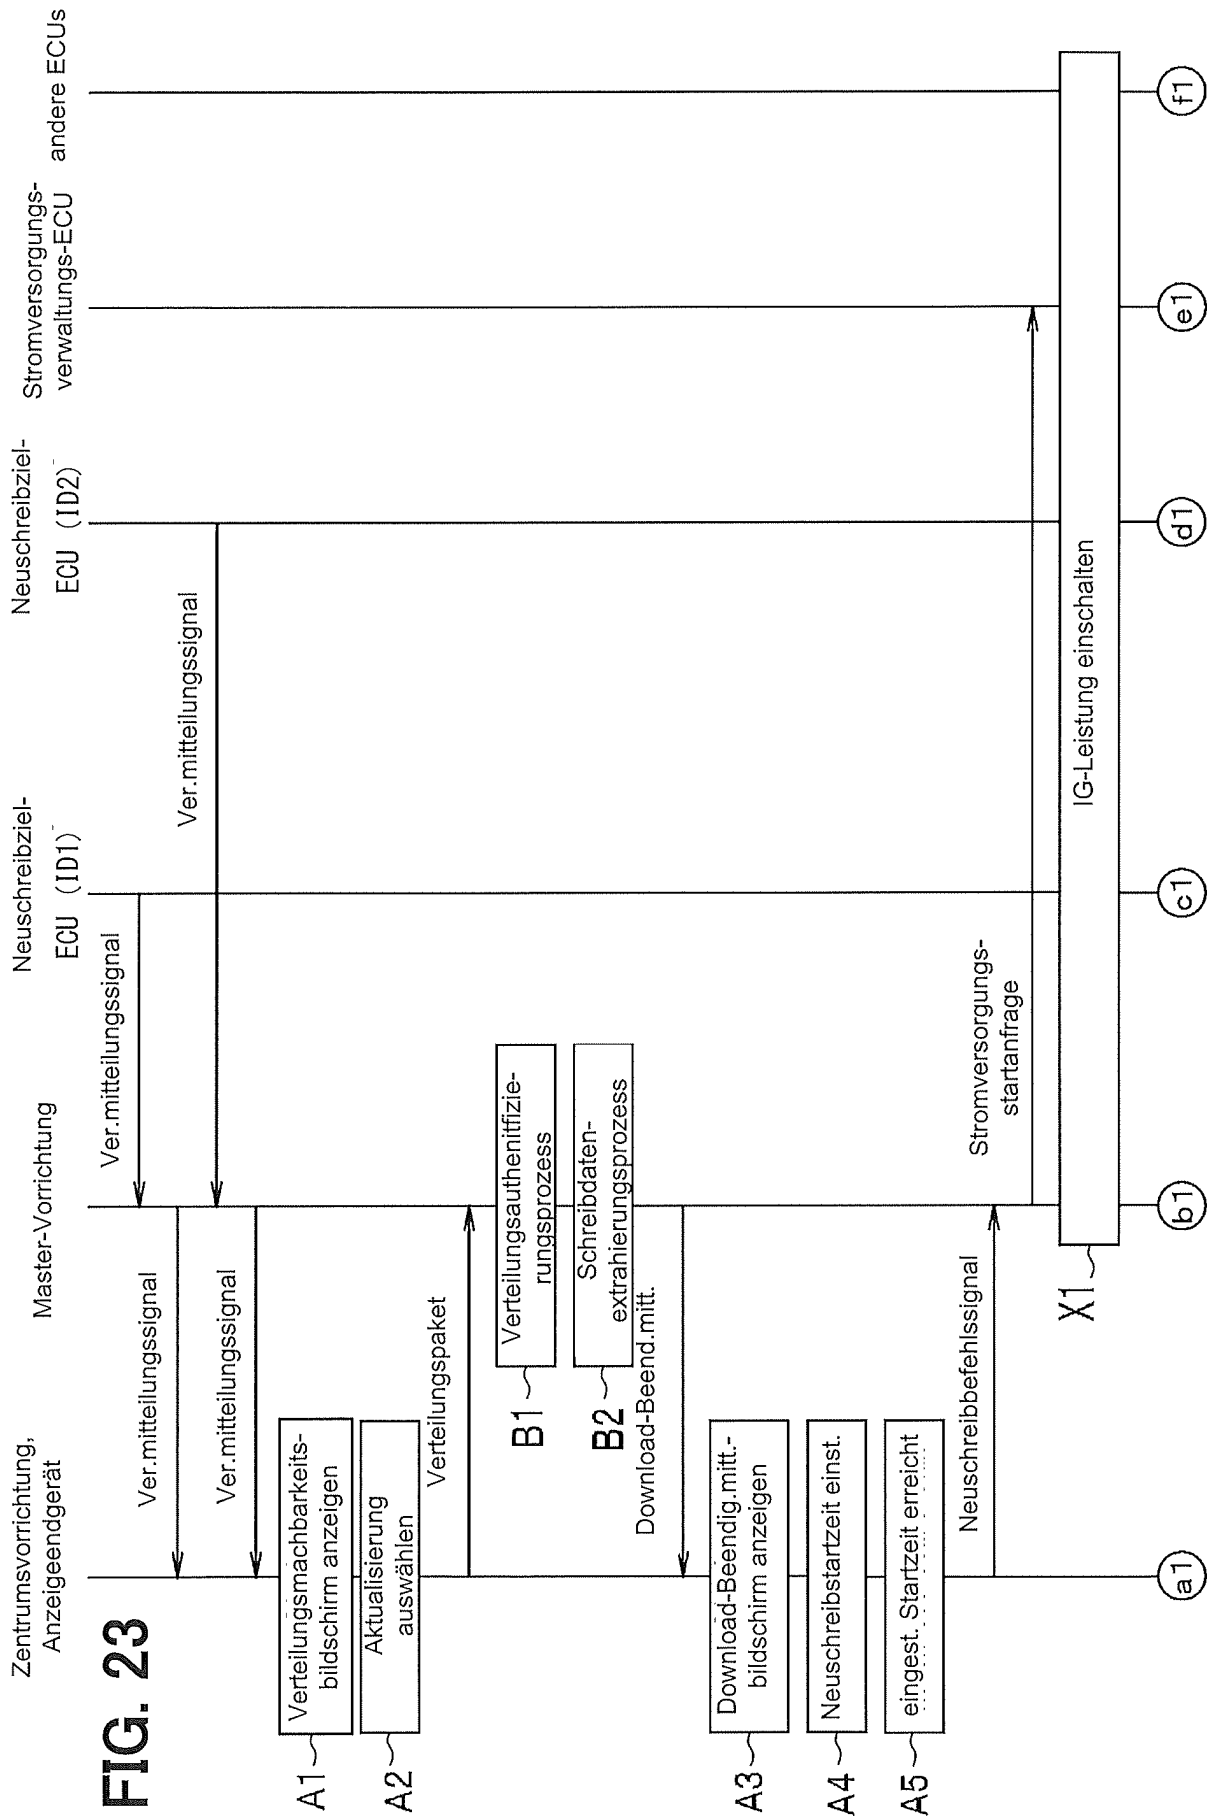 FIG. 23
Zentrumsvorrichtung,
Anzeigeendgerät
Master-Vorrichtung
Neuschreibziel-
ECU (ID1)
Neuschreibziel-
ECU (ID2)
Stromversorgungs-
verwaltungs-ECU
andere ECUs
Ver.mitteilungssignal
Ver.mitteilungssignal
Ver.mitteilungssignal
Ver.mitteilungssignal
A1
Verteilungsmachbarkeits-
bildschirm anzeigen
A2
Aktualisierung
auswählen
Verteilungspaket
B1
Verteilungsauthenitfizie-
rungsprozess
B2
Schreibdaten-
extrahierungsprozess
Download-Beend.mitt.
A3
Download-Beendig.mitt.-
bildschirm anzeigen
A4
Neuschreibstartzeit einst.
A5
eingest. Startzeit erreicht
Neuschreibbefehlssignal
Stromversorgungs-
startanfrage
X1
IG-Leistung einschalten
a1
b1
c1
d1
e1
f1